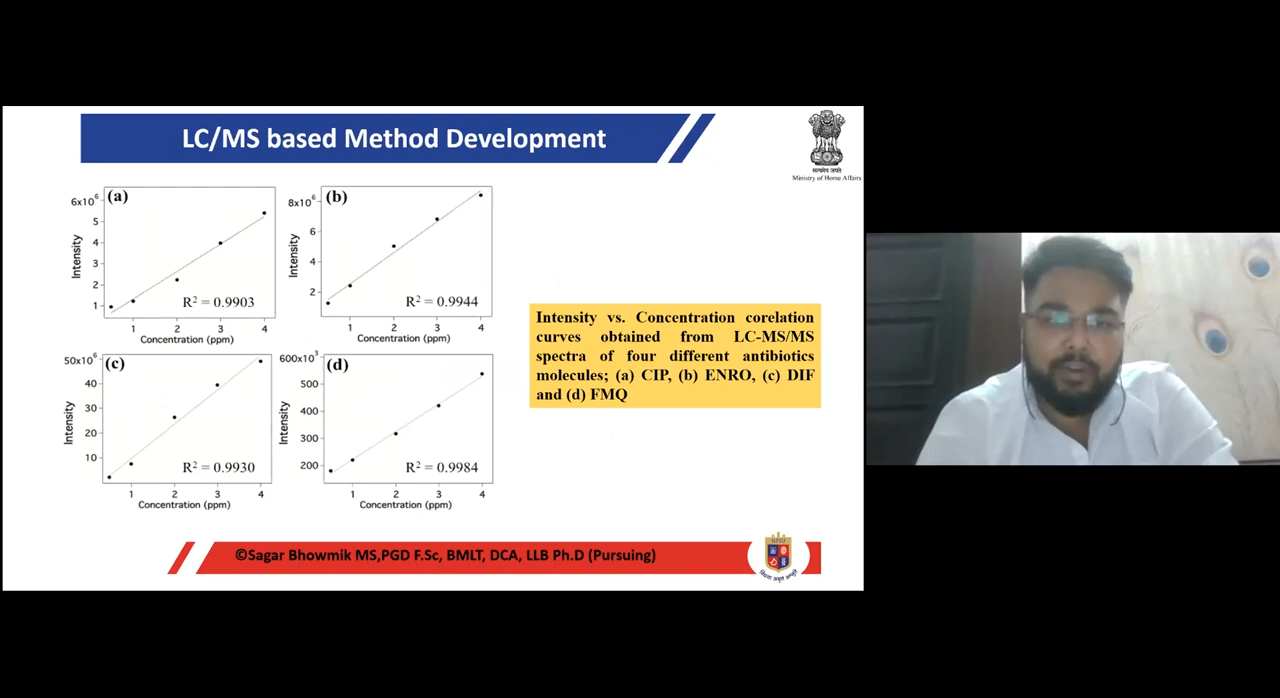 LC/MS based Method Development
सत्यमेव जयते
Ministry of Home Affairs
(a)
6x10⁶
5
4
3
2
1
Intensity
R² = 0.9903
1 2 3 4
Concentration (ppm)
(b)
8x10⁶
6
4
2
Intensity
R² = 0.9944
1 2 3 4
Concentration (ppm)
(c)
50x10⁶
40
30
20
10
Intensity
R² = 0.9930
1 2 3 4
Concentration (ppm)
(d)
600x10³
500
400
300
200
Intensity
R² = 0.9984
1 2 3 4
Concentration (ppm)
Intensity vs. Concentration corelation
curves obtained from LC-MS/MS
spectra of four different antibiotics
molecules; (a) CIP, (b) ENRO, (c) DIF
and (d) FMQ
©Sagar Bhowmik MS,PGD F.Sc, BMLT, DCA, LLB Ph.D (Pursuing)
NFSU